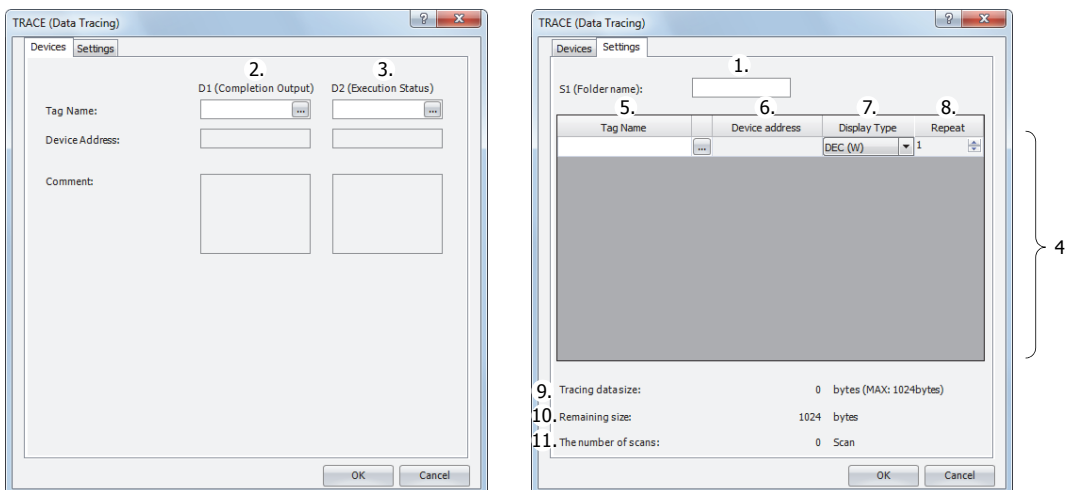 TRACE (Data Tracing)
Devices Settings
2. 3.
D1 (Completion Output) D2 (Execution Status)
Tag Name: ... ...
Device Address:
Comment:
OK Cancel
TRACE (Data Tracing)
Devices Settings
1.
S1 (Folder name):
5. 6. 7. 8.
Tag Name Device address Display Type Repeat
... DEC (W) 1
4
9. Tracing data size: 0 bytes (MAX: 1024bytes)
10. Remaining size: 1024 bytes
11. The number of scans: 0 Scan
OK Cancel